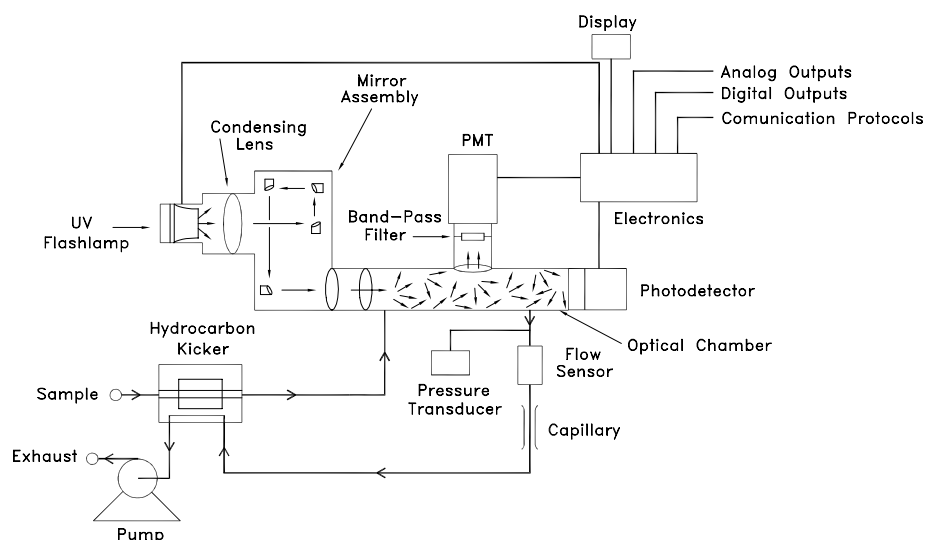 Display
Analog Outputs
Digital Outputs
Comunication Protocols
Mirror
Assembly
Condensing
Lens
PMT
UV
Flashlamp
Band-Pass
Filter
Electronics
Photodetector
Hydrocarbon
Kicker
Optical Chamber
Flow
Sensor
Pressure
Transducer
Sample
Capillary
Exhaust
Pump